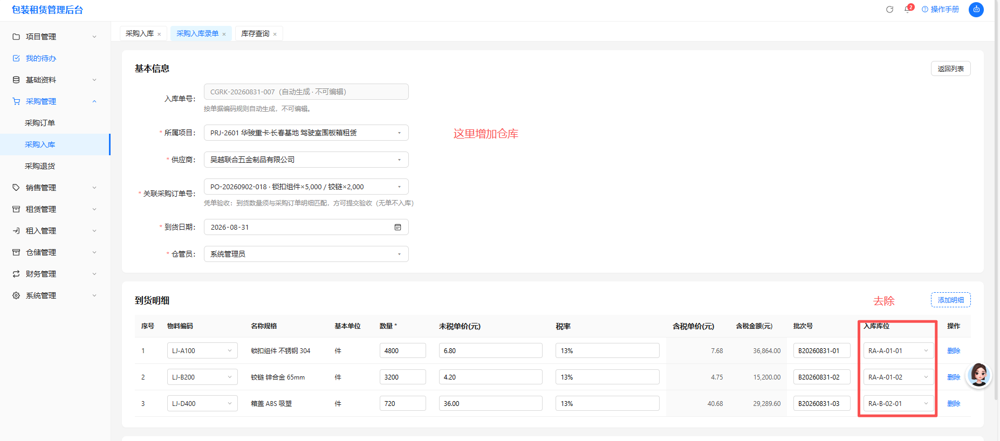 包装租赁管理后台
2
操作手册
项目管理
我的待办
基础资料
采购管理
采购订单
采购入库
采购退货
销售管理
租赁管理
租入管理
仓储管理
财务管理
系统管理
采购入库 ×
采购入库录单 ×
库存查询 ×
基本信息
返回列表
入库单号：
CGRK-20260831-007（自动生成 · 不可编辑）
按单据编码规则自动生成，不可编辑。
* 所属项目：
PRJ-2601 华骏重卡·长春基地 驾驶室围板箱租赁
这里增加仓库
* 供应商：
吴越联合五金制品有限公司
* 关联采购订单号：
PO-20260902-018 · 锁扣组件×5,000 / 铰链×2,000
凭单验收：到货数量须与采购订单明细匹配，方可提交验收（无单不入库）
* 到货日期：
2026-08-31
* 仓管员：
系统管理员
到货明细
去除
添加明细
序号 物料编码 名称规格 基本单位 数量 * 未税单价(元) 税率 含税单价(元) 含税金额(元) 批次号 入库库位 操作
1 LJ-A100 锁扣组件 不锈钢 304 件 4800 6.80 13% 7.68 36,864.00 B20260831-01 RA-A-01-01 删除
2 LJ-B200 铰链 锌合金 65mm 件 3200 4.20 13% 4.75 15,200.00 B20260831-02 RA-A-01-02 删除
3 LJ-D400 箱盖 ABS 吸塑 件 720 36.00 13% 40.68 29,289.60 B20260831-03 RA-B-02-01 删除